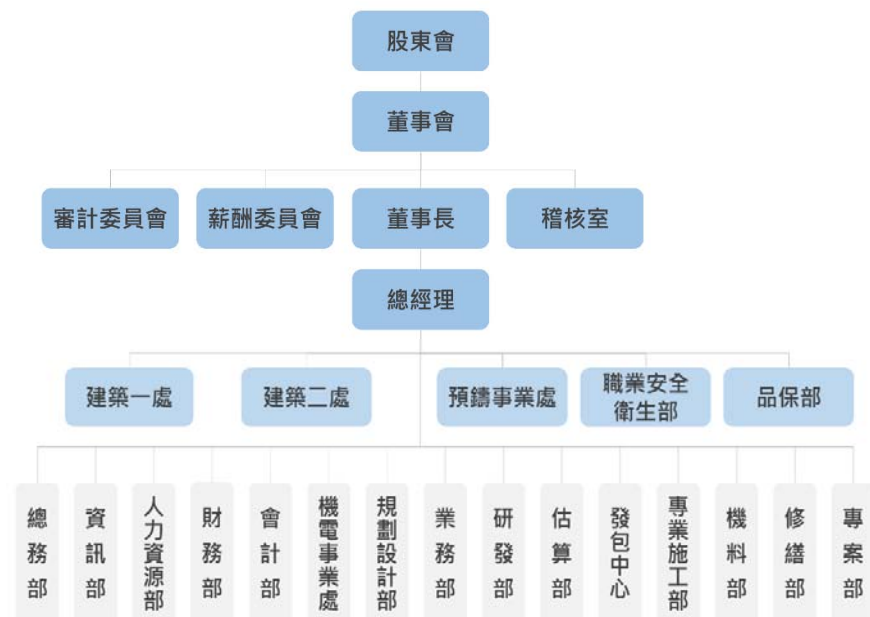 股東會
董事會
審計委員會
薪酬委員會
董事長
稽核室
總經理
建築一處
建築二處
預鑄事業處
職業安全
衛生部
品保部
總務部
資訊部
人力資源部
財務部
會計部
機電事業處
規劃設計部
業務部
研發部
估算部
發包中心
專業施工部
機料部
修繕部
專案部